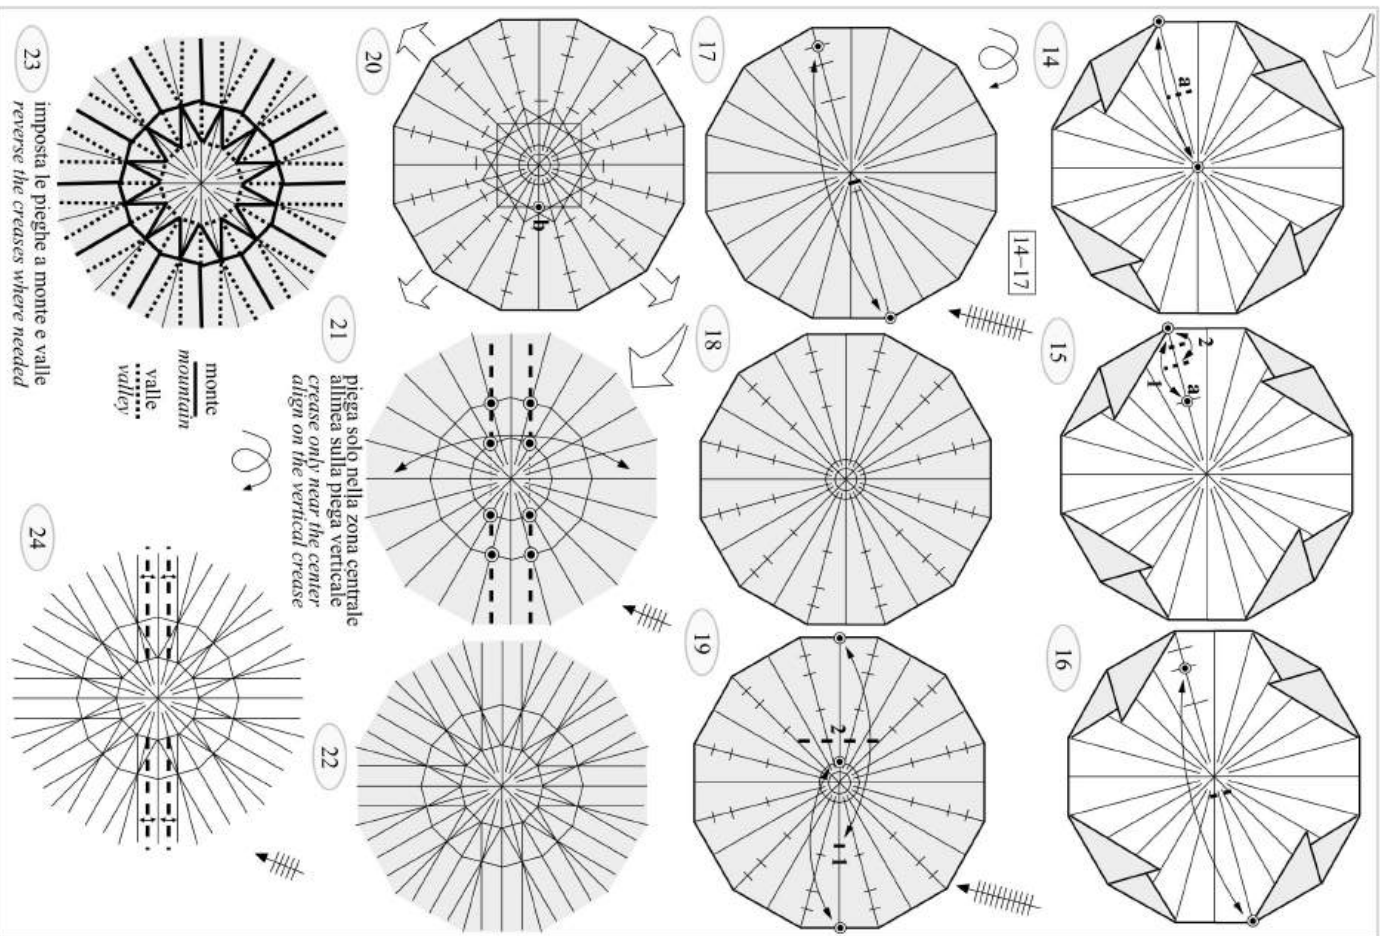 14
a'
15
2
a
1
16
17
14–17
18
19
2
1
20
b
21
piega solo nella zona centrale
allinea sulla piega verticale
crease only near the center
align on the vertical crease
22
23
imposta le pieghe a monte e valle
reverse the creases where needed
monte
mountain
valle
valley
24